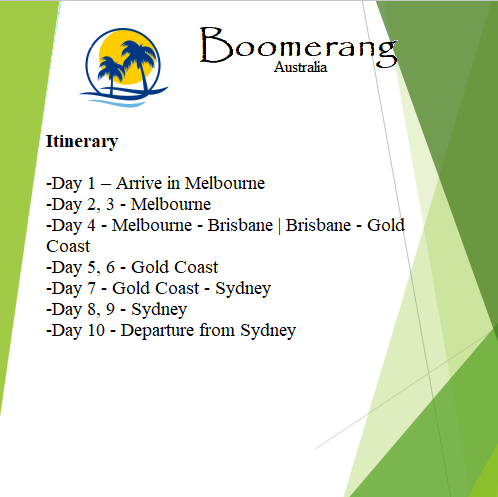 Boomerang
Australia
Itinerary
-Day 1 – Arrive in Melbourne
-Day 2, 3 - Melbourne
-Day 4 - Melbourne - Brisbane | Brisbane - Gold
Coast
-Day 5, 6 - Gold Coast
-Day 7 - Gold Coast - Sydney
-Day 8, 9 - Sydney
-Day 10 - Departure from Sydney